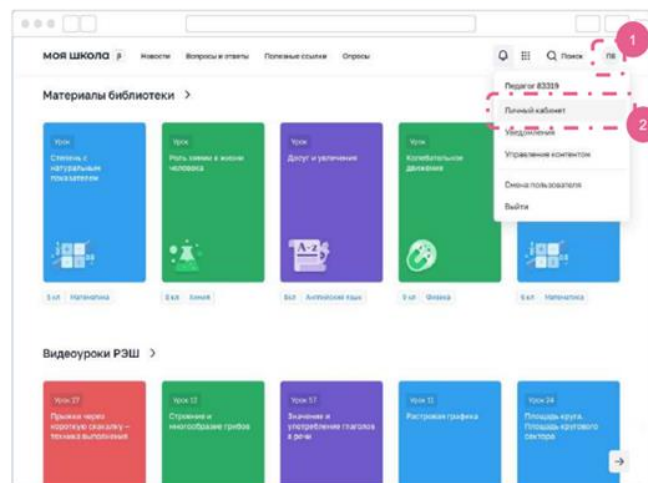 1
моя школа β Новости Вопросы и ответы Полезные ссылки Опросы Поиск ПВ
Педагог 83319
Личный кабинет
2
Уведомления
Управление контентом
Смена пользователя
Выйти
Материалы библиотеки >
Урок
Степень с
натуральным
показателем
Урок
Роль химии в жизни
человека
Урок
Досуг и увлечения
Колебательное
движение
A-z
5 кл Математика
8 кл Химия
8кл Английский язык
9 кл Физика
6 кл Математика
Видеоуроки РЭШ >
Урок 27
Прыжки через
короткую скакалку –
техника выполнения
Урок 12
Строение и
многообразие грибов
Урок 57
Значение и
употребление глаголов
в речи
Урок 11
Растровая графика
Урок 24
Площадь круга.
Площадь кругового
сектора